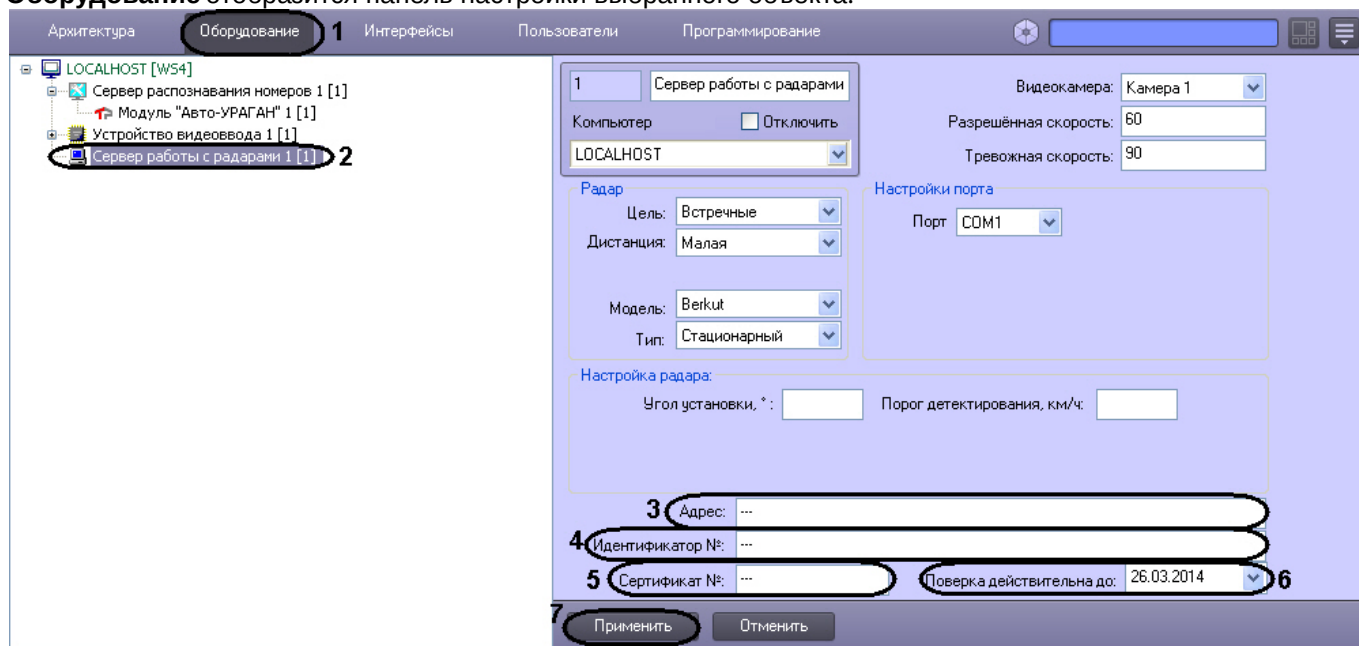 Оборудование отобразится панель настройки выбранного объекта.
Архитектура Оборудование 1 Интерфейсы Пользователи Программирование
LOCALHOST [WS4]
Сервер распознавания номеров 1 [1]
Модуль "Авто-УРАГАН" 1 [1]
Устройство видеоввода 1 [1]
Сервер работы с радарами 1 [1] 2
1 Сервер работы с радарами
Компьютер Отключить
LOCALHOST
Видеокамера: Камера 1
Разрешённая скорость: 60
Тревожная скорость: 90
Радар
Цель: Встречные
Дистанция: Малая
Модель: Berkut
Тип: Стационарный
Настройки порта
Порт COM1
Настройка радара:
Угол установки, ° : Порог детектирования, км/ч:
3 Адрес: ---
4 Идентификатор №: ---
5 Сертификат №: --- Поверка действительна до: 26.03.2014 6
7 Применить Отменить